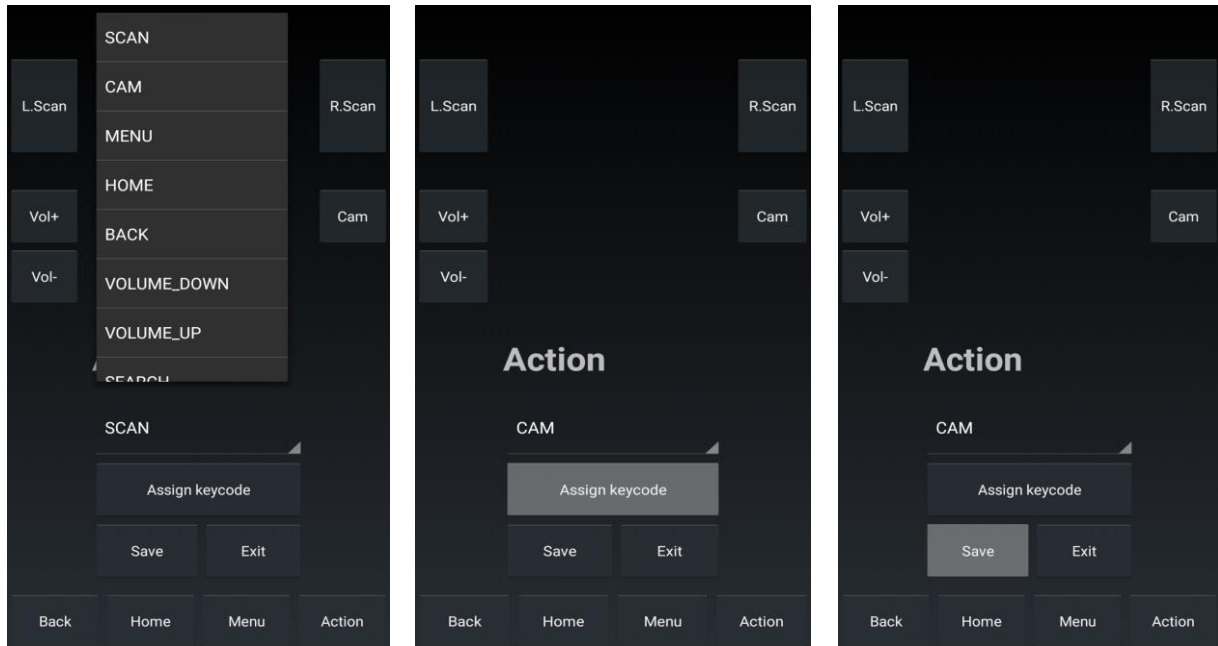 SCAN
CAM
L.Scan
R.Scan
MENU
HOME
Vol+
Cam
BACK
Vol-
VOLUME_DOWN
VOLUME_UP
SEARCH
SCAN
Assign keycode
Save Exit
Back Home Menu Action
L.Scan R.Scan
Vol+ Cam
Vol-
Action
CAM
Assign keycode
Save Exit
Back Home Menu Action
L.Scan R.Scan
Vol+ Cam
Vol-
Action
CAM
Assign keycode
Save Exit
Back Home Menu Action